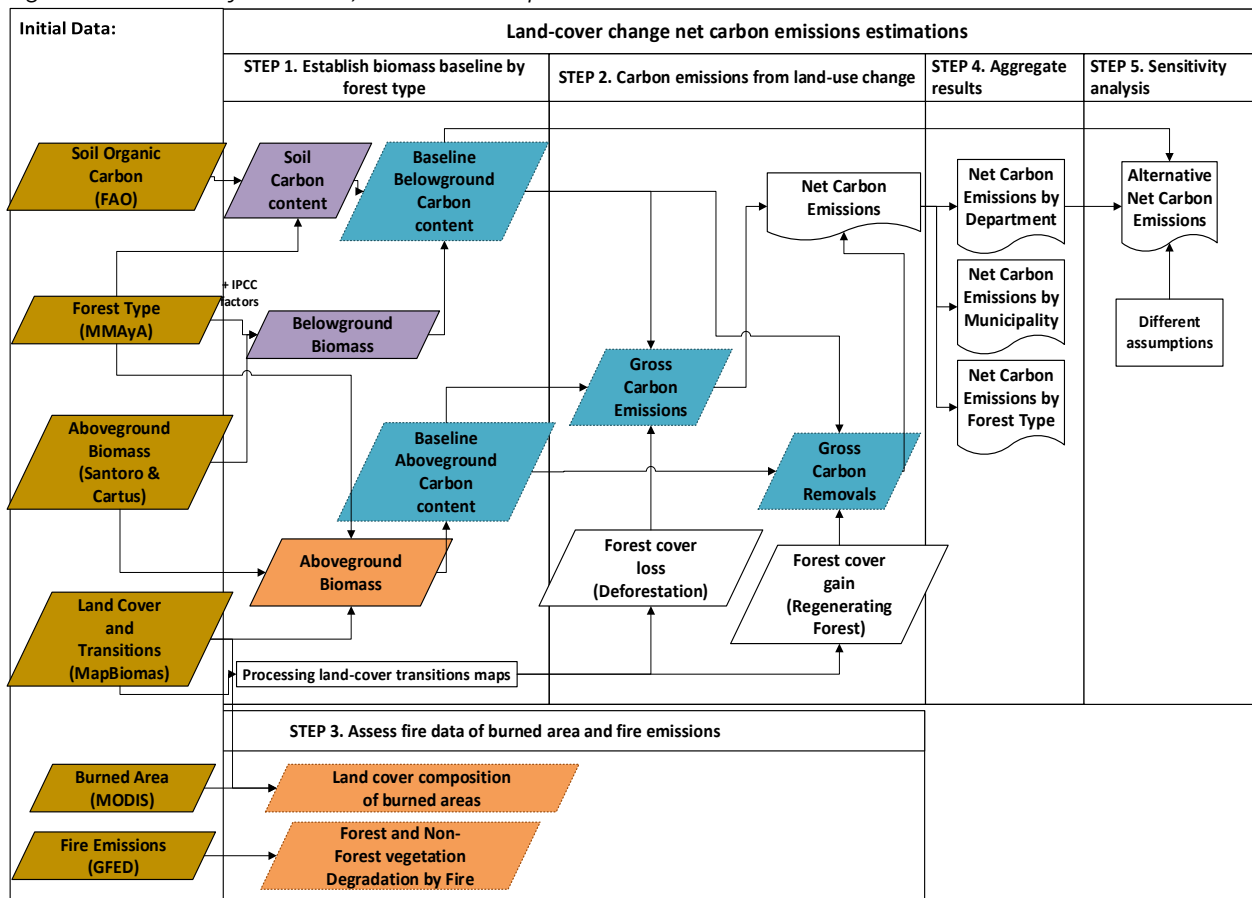 Initial Data:
Land-cover change net carbon emissions estimations
STEP 1. Establish biomass baseline by
forest type
STEP 2. Carbon emissions from land-use change
STEP 4. Aggregate
results
STEP 5. Sensitivity
analysis
Soil Organic
Carbon
(FAO)
Soil
Carbon
content
Baseline
Belowground
Carbon
content
Net Carbon
Emissions
Net Carbon
Emissions by
Department
Alternative
Net Carbon
Emissions
+ IPCC
factors
Forest Type
(MMAyA)
Belowground
Biomass
Net Carbon
Emissions by
Municipality
Different
assumptions
Gross
Carbon
Emissions
Net Carbon
Emissions by
Forest Type
Aboveground
Biomass
(Santoro &
Cartus)
Baseline
Aboveground
Carbon
content
Gross
Carbon
Removals
Aboveground
Biomass
Forest cover
loss
(Deforestation)
Forest cover
gain
(Regenerating
Forest)
Land Cover
and
Transitions
(MapBiomas)
Processing land-cover transitions maps
STEP 3. Assess fire data of burned area and fire emissions
Burned Area
(MODIS)
Land cover composition
of burned areas
Fire Emissions
(GFED)
Forest and Non-
Forest vegetation
Degradation by Fire